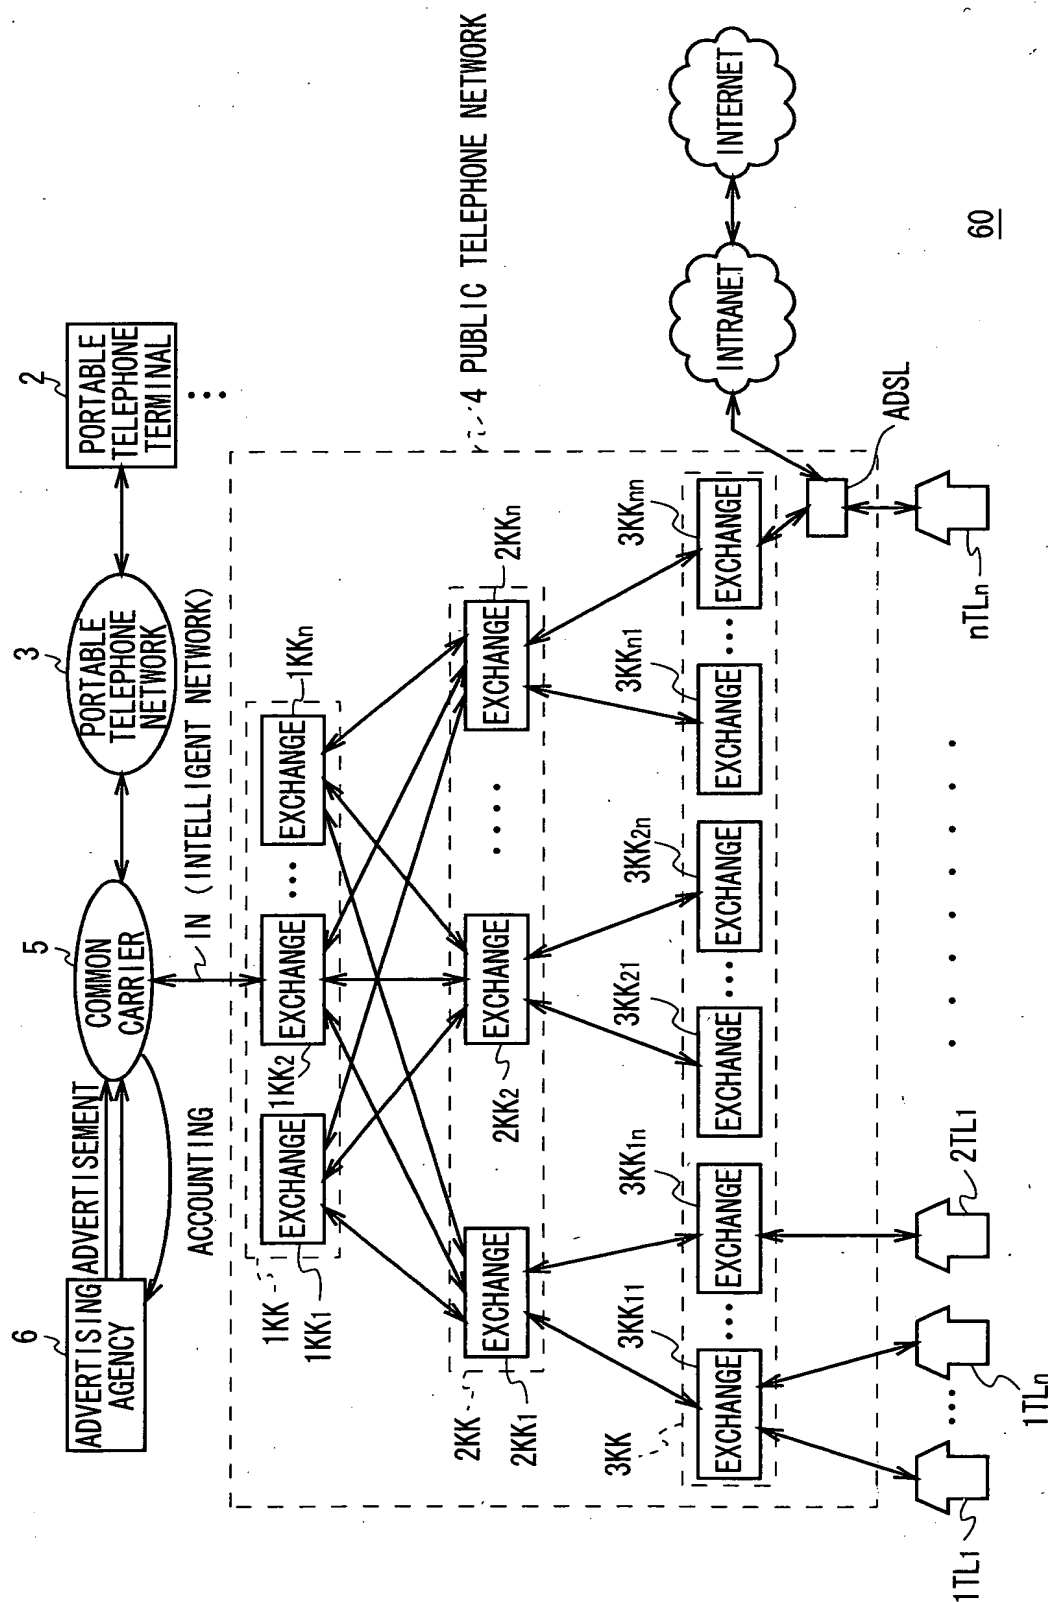 6
ADVERTISING
AGENCY
ADVERTISEMENT
ACCOUNTING
5
COMMON
CARRIER
3
PORTABLE
TELEPHONE
NETWORK
2
PORTABLE
TELEPHONE
TERMINAL
IN (INTELLIGENT NETWORK)
4 PUBLIC TELEPHONE NETWORK
1KK
1KK1
EXCHANGE
1KK2
EXCHANGE
1KKn
EXCHANGE
2KK
2KK1
EXCHANGE
2KK2
EXCHANGE
2KKn
EXCHANGE
3KK
3KK11
EXCHANGE
3KK1n
EXCHANGE
3KK21
EXCHANGE
3KK2n
EXCHANGE
3KKn1
EXCHANGE
3KKnn
EXCHANGE
ADSL
INTRANET
INTERNET
1TL1
1TLn
2TL1
nTLn
60